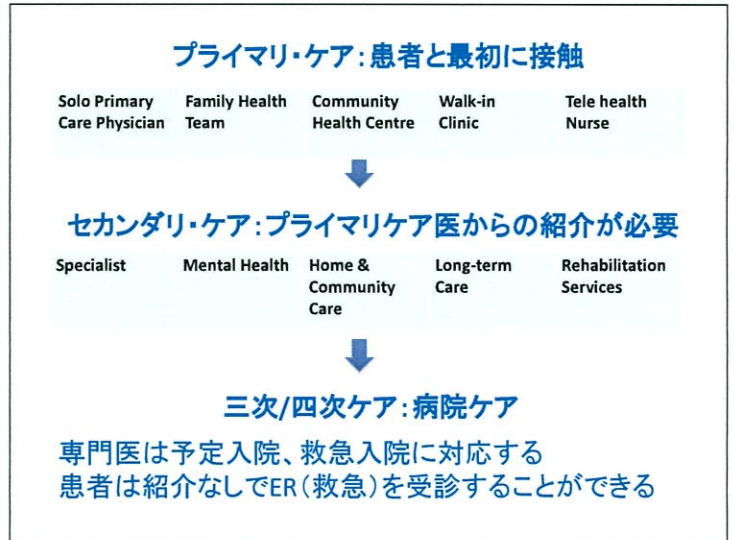 プライマリ・ケア：患者と最初に接触
Solo Primary Care Physician
Family Health Team
Community Health Centre
Walk-in Clinic
Tele health Nurse
セカンダリ・ケア：プライマリケア医からの紹介が必要
Specialist
Mental Health
Home & Community Care
Long-term Care
Rehabilitation Services
三次/四次ケア：病院ケア
専門医は予定入院、救急入院に対応する
患者は紹介なしでER（救急）を受診することができる